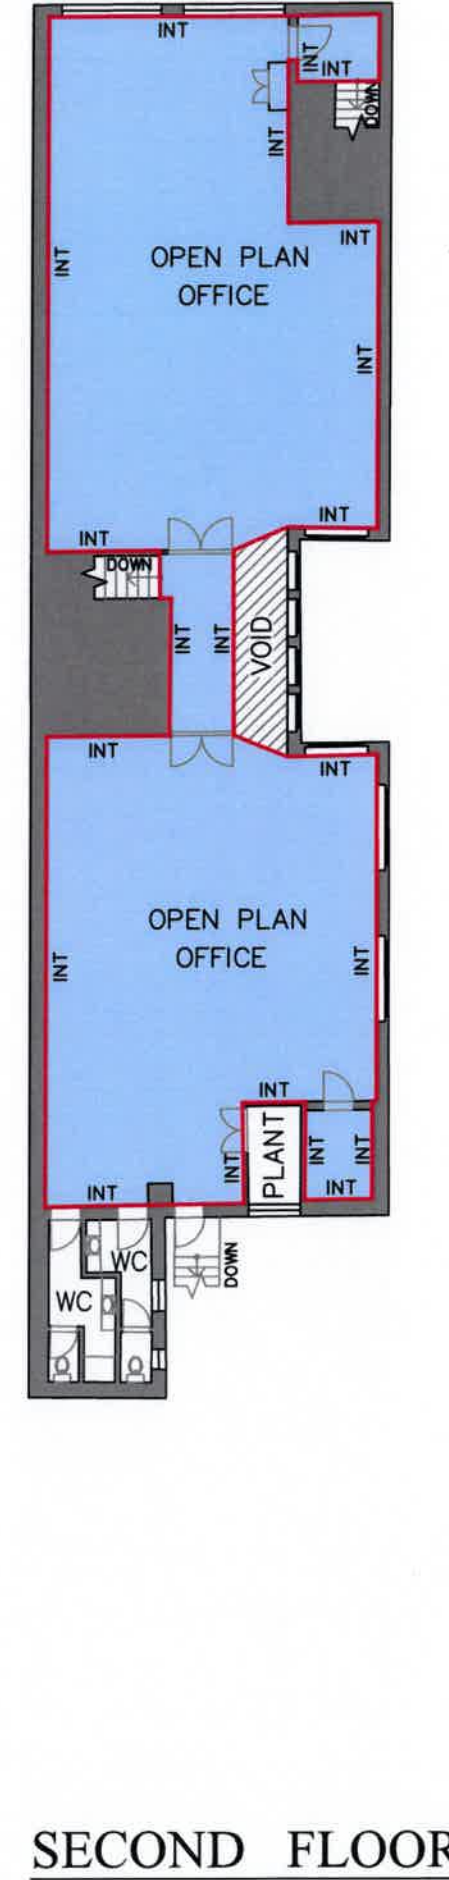 INT
INT
INT
DOWN
INT
INT
INT
OPEN PLAN
OFFICE
INT
INT
INT
DOWN
INT
INT
VOID
INT
INT
OPEN PLAN
OFFICE
INT
INT
INT
PLANT
INT
INT
INT
INT
INT
WC
DOWN
WC
SECOND FLOOR